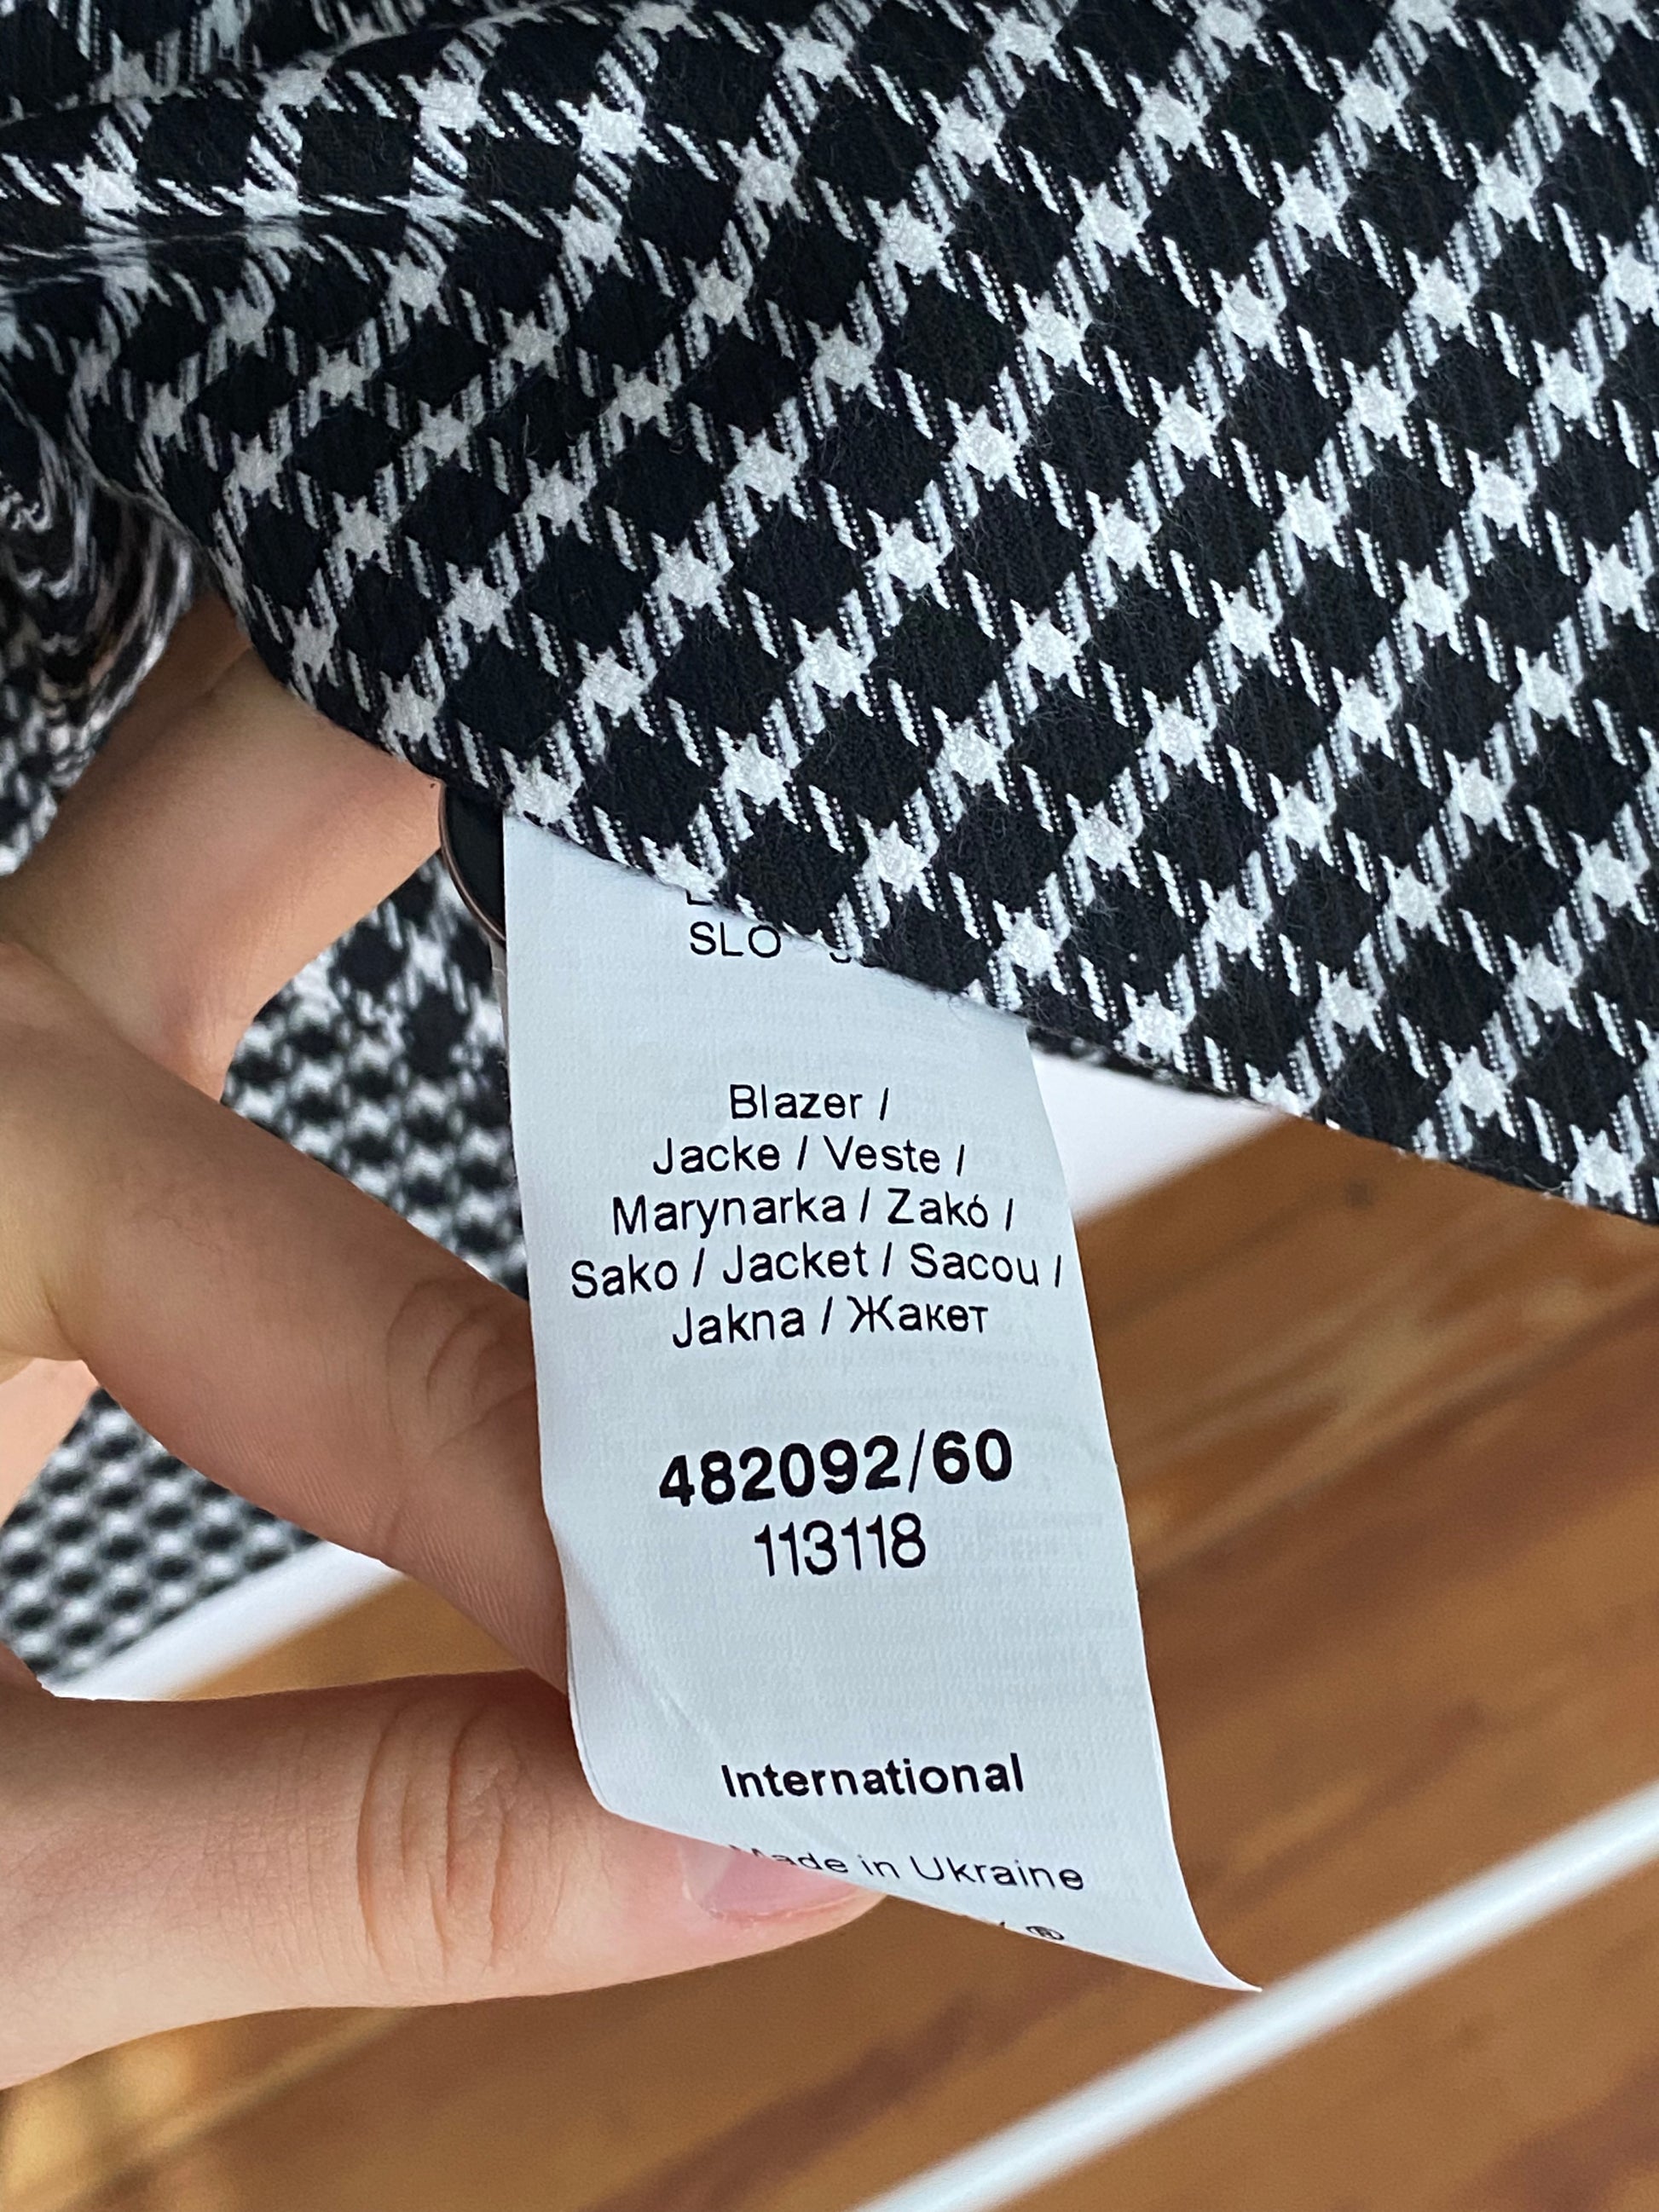 SLO
Blazer /
Jacke / Veste /
Marynarka / Zakó /
Sako / Jacket / Sacou /
Jakna / Жакет
482092/60
113118
International
Made in Ukraine
®